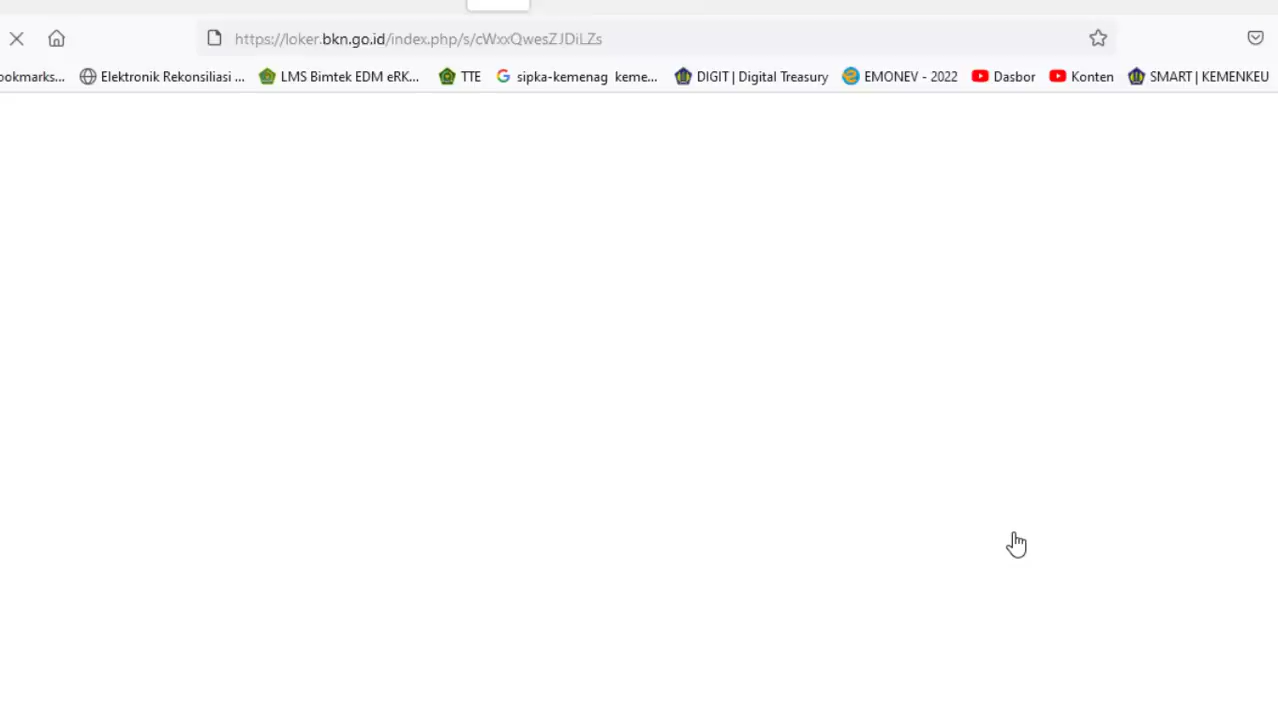 https://loker.bkn.go.id/index.php/s/cWxxQwesZJDiLZs
ookmarks... Elektronik Rekonsiliasi ... LMS Bimtek EDM eRK... TTE sipka-kemenag keme... DIGIT | Digital Treasury EMONEV - 2022 Dasbor Konten SMART | KEMENKEU